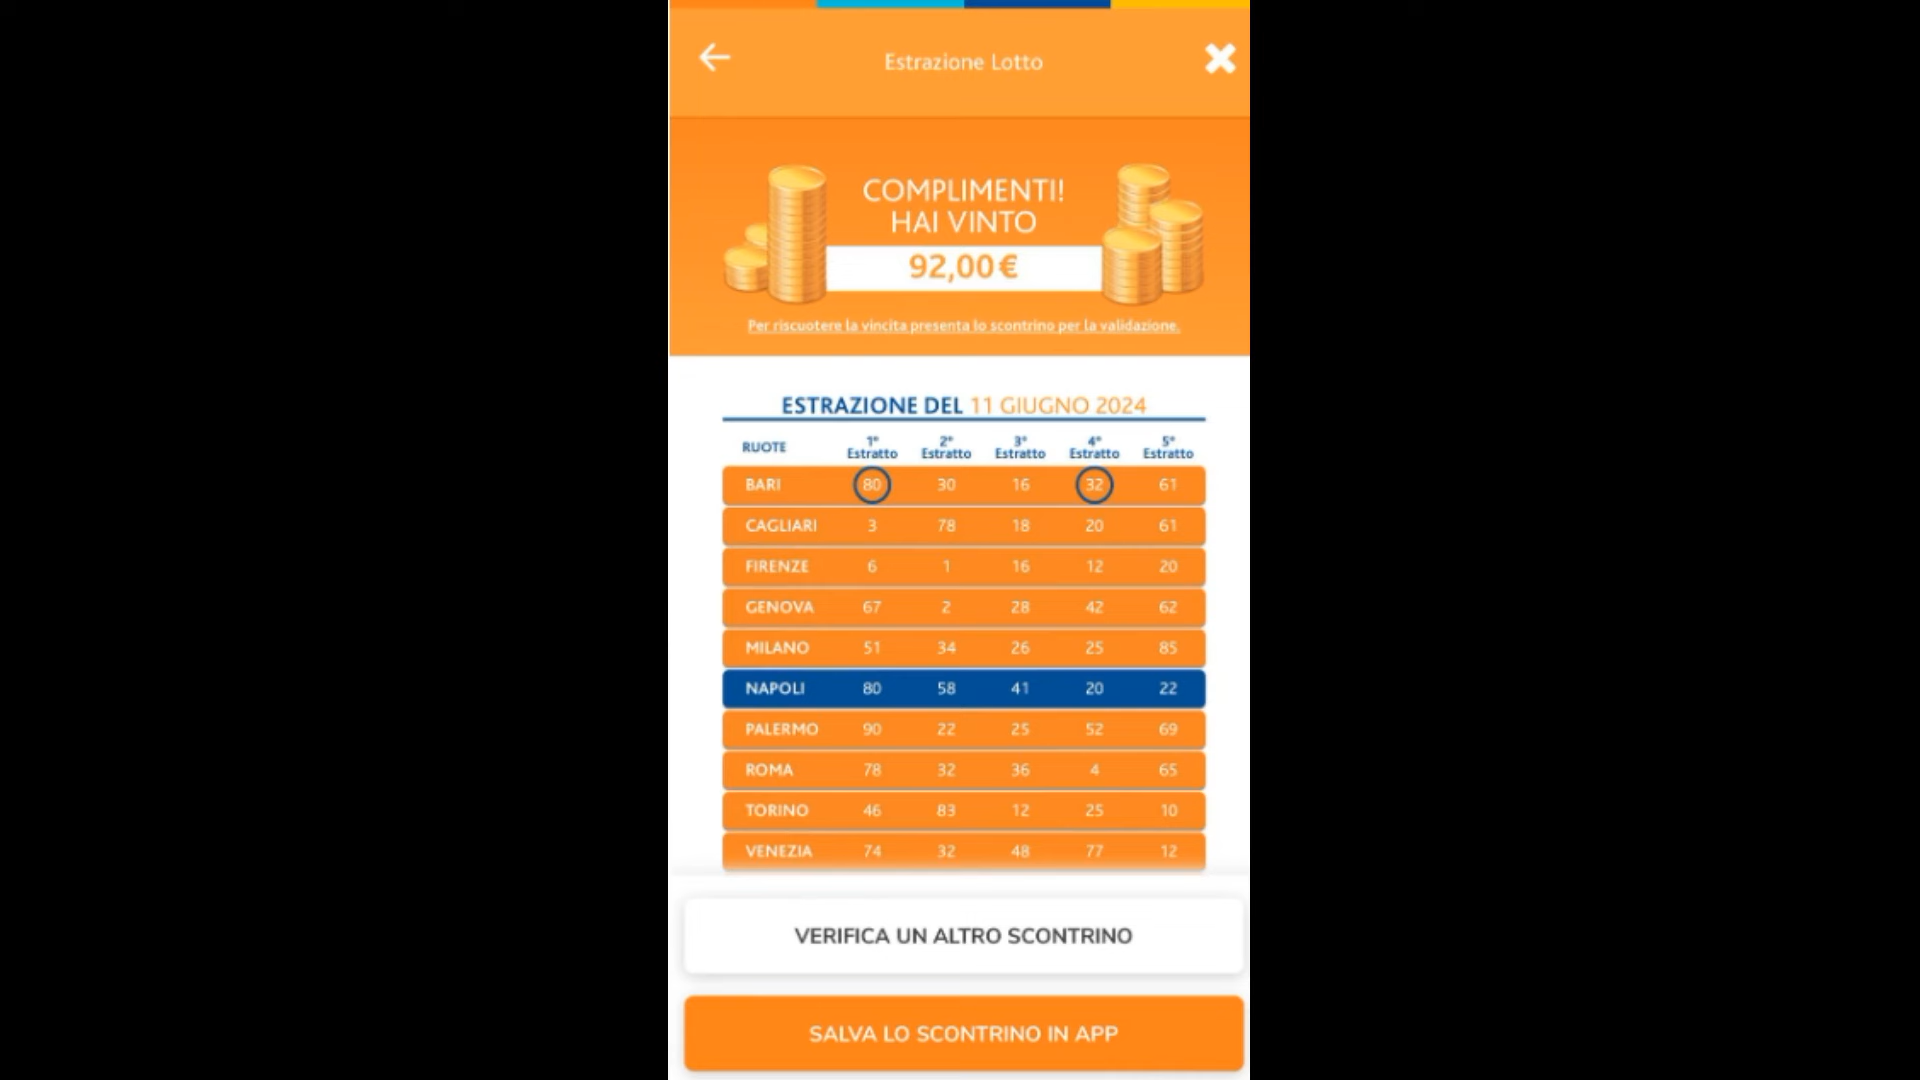 Estrazione Lotto
COMPLIMENTI!
HAI VINTO
92,00 €
Per riscuotere la vincita presenta lo scontrino per la validazione.
ESTRAZIONE DEL 11 GIUGNO 2024
RUOTE 1° Estratto 2° Estratto 3° Estratto 4° Estratto 5° Estratto
BARI 80 30 16 32 61
CAGLIARI 3 78 18 20 61
FIRENZE 6 1 16 12 20
GENOVA 67 2 28 42 62
MILANO 51 34 26 25 85
NAPOLI 80 58 41 20 22
PALERMO 90 22 25 52 69
ROMA 78 32 36 4 65
TORINO 46 83 12 25 10
VENEZIA 74 32 48 77 12
VERIFICA UN ALTRO SCONTRINO
SALVA LO SCONTRINO IN APP